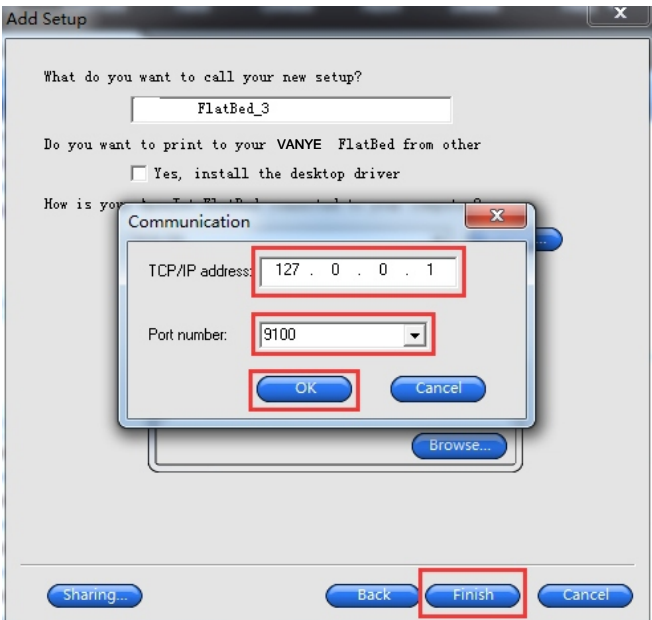 Add Setup
What do you want to call your new setup?
FlatBed_3
Do you want to print to your VANYE FlatBed from other
Yes, install the desktop driver
How is you
Communication
TCP/IP address: 127 . 0 . 0 . 1
Port number: 9100
OK Cancel
Browse...
Sharing... Back Finish Cancel